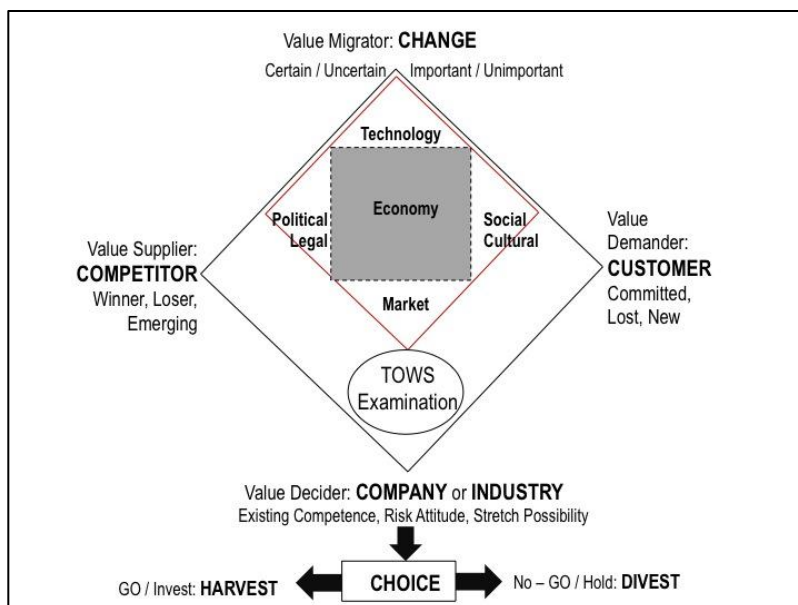 Value Migrator: CHANGE
Certain / Uncertain Important / Unimportant
Technology
Economy
Political
Legal
Social
Cultural
Market
Value Supplier:
COMPETITOR
Winner, Loser,
Emerging
Value
Demander:
CUSTOMER
Committed,
Lost, New
TOWS
Examination
Value Decider: COMPANY or INDUSTRY
Existing Competence, Risk Attitude, Stretch Possibility
GO / Invest: HARVEST
CHOICE
No – GO / Hold: DIVEST